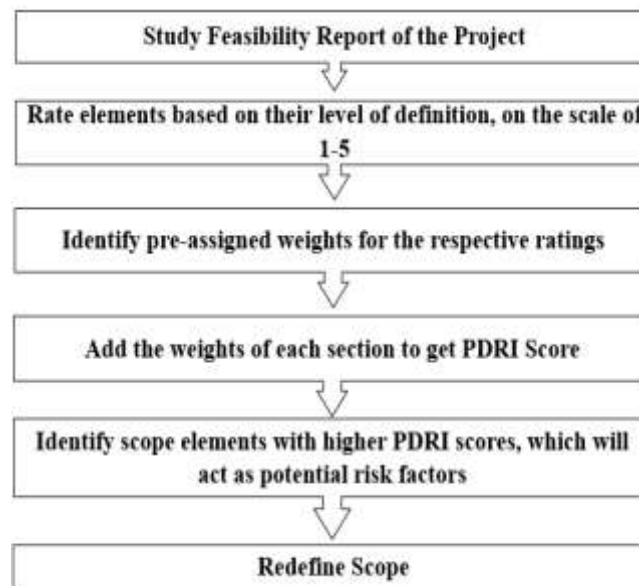 Study Feasibility Report of the Project
Rate elements based on their level of definition, on the scale of
1-5
Identify pre-assigned weights for the respective ratings
Add the weights of each section to get PDRI Score
Identify scope elements with higher PDRI scores, which will
act as potential risk factors
Redefine Scope